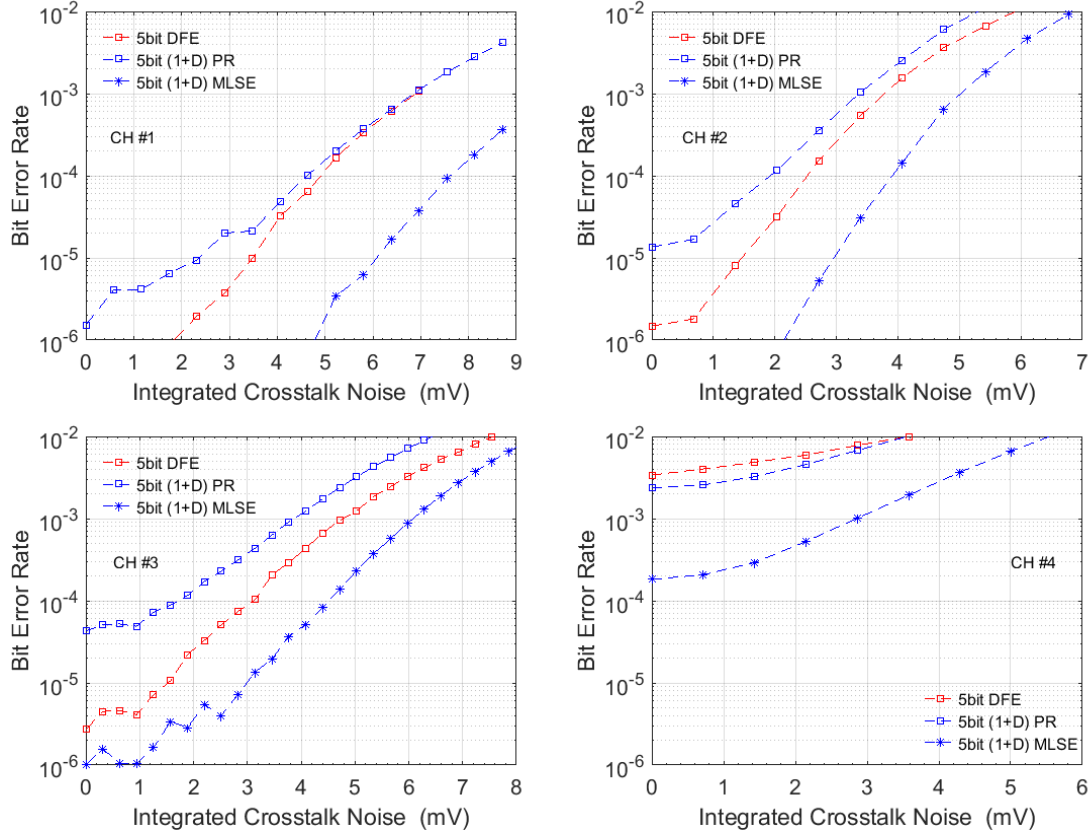 10^-2
10^-3
10^-4
10^-5
10^-6
Bit Error Rate
5bit DFE
5bit (1+D) PR
5bit (1+D) MLSE
CH #1
0 1 2 3 4 5 6 7 8 9
Integrated Crosstalk Noise (mV)
10^-2
10^-3
10^-4
10^-5
10^-6
Bit Error Rate
5bit DFE
5bit (1+D) PR
5bit (1+D) MLSE
CH #2
0 1 2 3 4 5 6 7
Integrated Crosstalk Noise (mV)
10^-2
10^-3
10^-4
10^-5
10^-6
Bit Error Rate
5bit DFE
5bit (1+D) PR
5bit (1+D) MLSE
CH #3
0 1 2 3 4 5 6 7 8
Integrated Crosstalk Noise (mV)
10^-2
10^-3
10^-4
10^-5
10^-6
Bit Error Rate
CH #4
5bit DFE
5bit (1+D) PR
5bit (1+D) MLSE
0 1 2 3 4 5 6
Integrated Crosstalk Noise (mV)